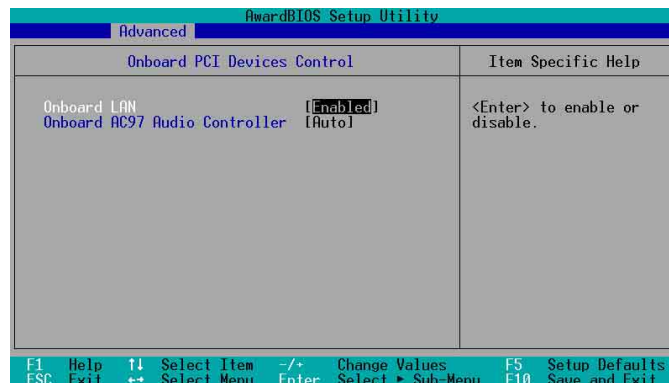 AwardBIOS Setup Utility
Advanced
Onboard PCI Devices Control
Item Specific Help
Onboard LAN [Enabled]
Onboard AC97 Audio Controller [Auto]
<Enter> to enable or
disable.
F1 Help ↑↓ Select Item -/+ Change Values F5 Setup Defaults
ESC Exit ←→ Select Menu Enter Select ► Sub-Menu F10 Save and Exit